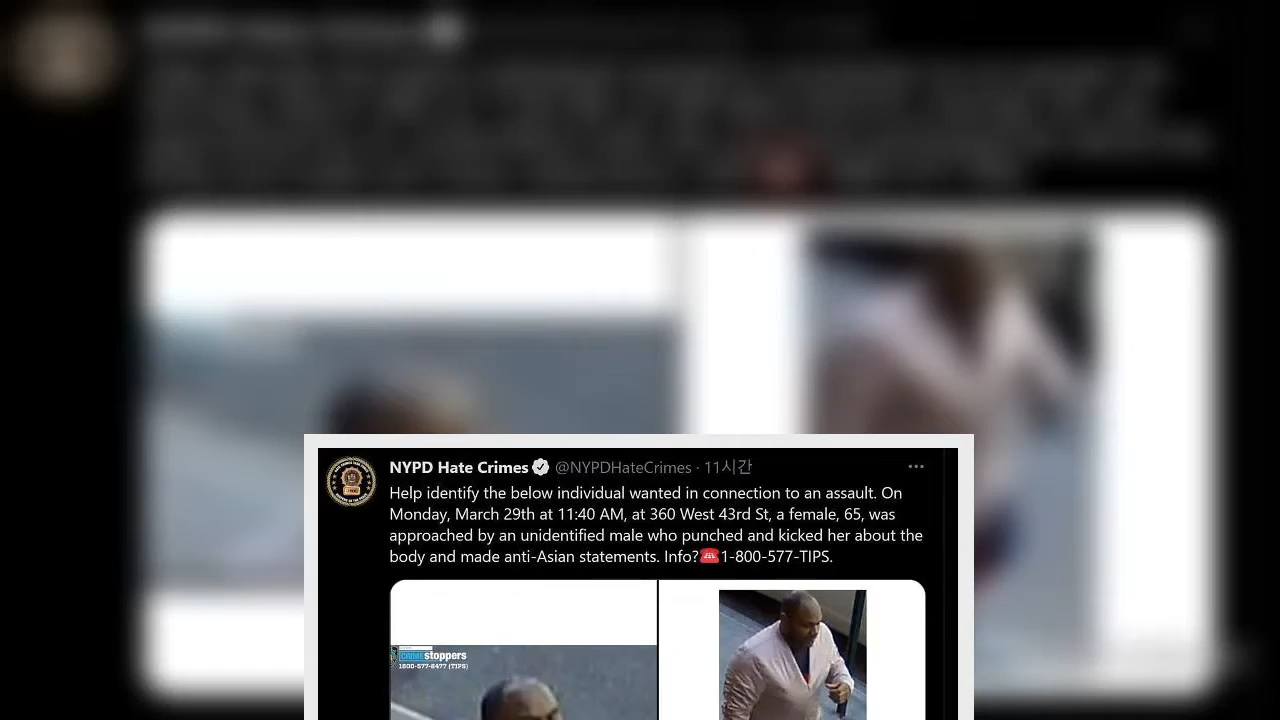 NYPD Hate Crimes @NYPDHateCrimes · 11시간
Help identify the below individual wanted in connection to an assault. On
Monday, March 29th at 11:40 AM, at 360 West 43rd St, a female, 65, was
approached by an unidentified male who punched and kicked her about the
body and made anti-Asian statements. Info?☎️1-800-577-TIPS.
stoppers
1800-577-8477 (TIPS)